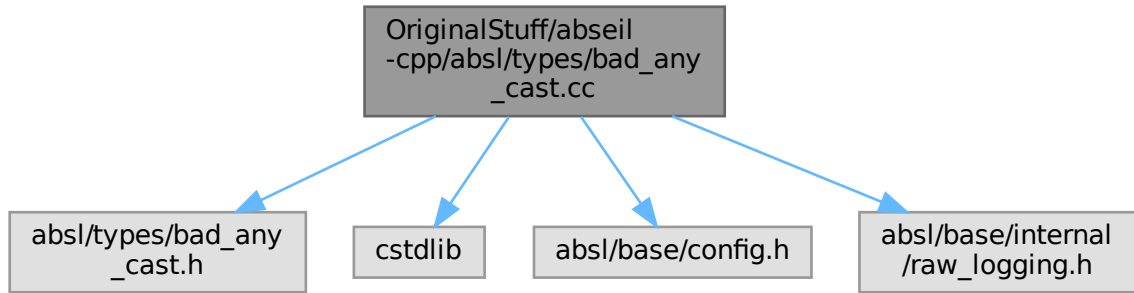 OriginalStuff/abseil
-cpp/absl/types/bad_any
_cast.cc
absl/types/bad_any
_cast.h
cstdlib
absl/base/config.h
absl/base/internal
/raw_logging.h